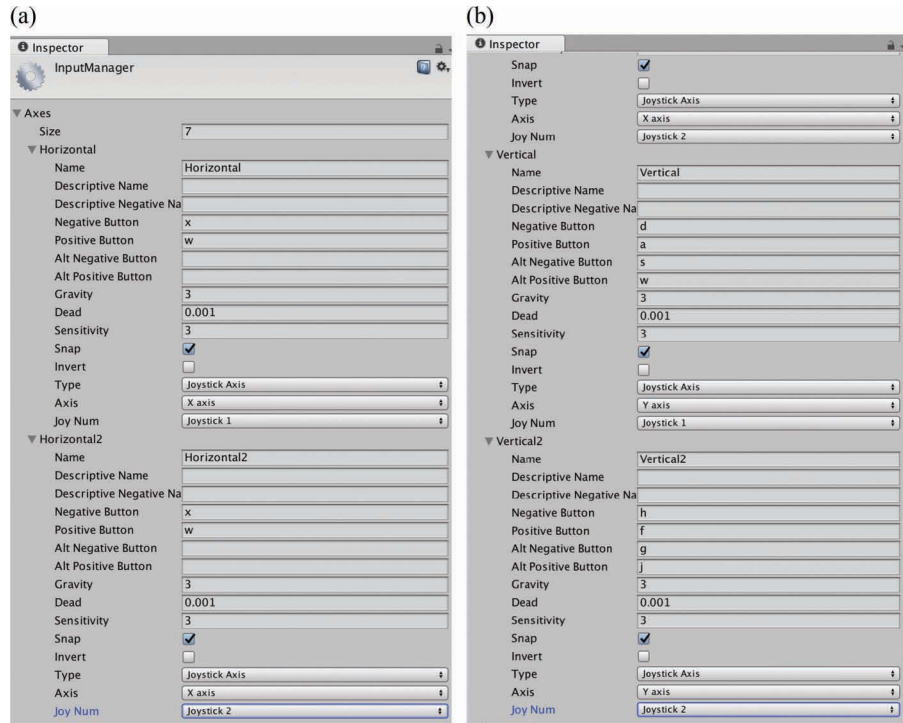 (a)
Inspector
InputManager
Axes
Size 7
Horizontal
Name Horizontal
Descriptive Name
Descriptive Negative Na
Negative Button x
Positive Button w
Alt Negative Button
Alt Positive Button
Gravity 3
Dead 0.001
Sensitivity 3
Snap
Invert
Type Joystick Axis
Axis X axis
Joy Num Joystick 1
Horizontal2
Name Horizontal2
Descriptive Name
Descriptive Negative Na
Negative Button x
Positive Button w
Alt Negative Button
Alt Positive Button
Gravity 3
Dead 0.001
Sensitivity 3
Snap
Invert
Type Joystick Axis
Axis X axis
Joy Num Joystick 2
(b)
Inspector
Snap
Invert
Type Joystick Axis
Axis X axis
Joy Num Joystick 2
Vertical
Name Vertical
Descriptive Name
Descriptive Negative Na
Negative Button d
Positive Button a
Alt Negative Button s
Alt Positive Button w
Gravity 3
Dead 0.001
Sensitivity 3
Snap
Invert
Type Joystick Axis
Axis Y axis
Joy Num Joystick 1
Vertical2
Name Vertical2
Descriptive Name
Descriptive Negative Na
Negative Button h
Positive Button f
Alt Negative Button g
Alt Positive Button j
Gravity 3
Dead 0.001
Sensitivity 3
Snap
Invert
Type Joystick Axis
Axis Y axis
Joy Num Joystick 2